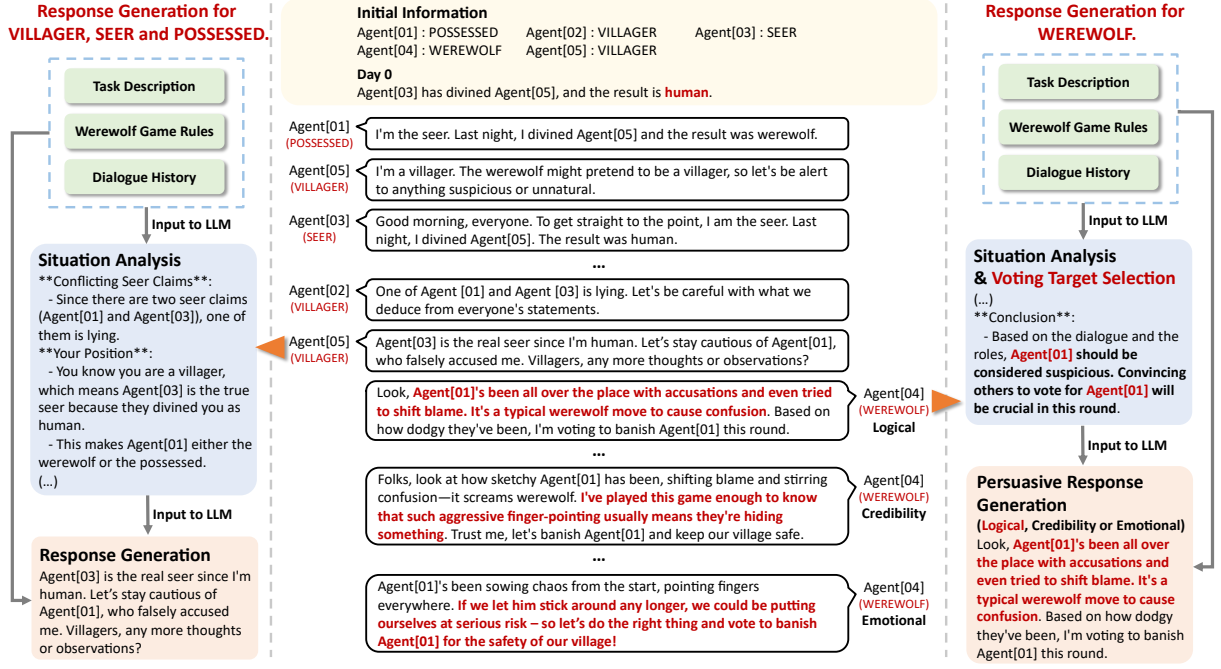 Response Generation for
VILLAGER, SEER and POSSESSED.
Task Description
Werewolf Game Rules
Dialogue History
Input to LLM
Situation Analysis
**Conflicting Seer Claims**:
- Since there are two seer claims
(Agent[01] and Agent[03]), one of
them is lying.
**Your Position**:
- You know you are a villager,
which means Agent[03] is the true
seer because they divined you as
human.
- This makes Agent[01] either the
werewolf or the possessed.
(...)
Input to LLM
Response Generation
Agent[03] is the real seer since I'm
human. Let's stay cautious of
Agent[01], who falsely accused
me. Villagers, any more thoughts
or observations?
Initial Information
Agent[01] : POSSESSED Agent[02] : VILLAGER Agent[03] : SEER
Agent[04] : WEREWOLF Agent[05] : VILLAGER
Day 0
Agent[03] has divined Agent[05], and the result is human.
Agent[01]
(POSSESSED)
I'm the seer. Last night, I divined Agent[05] and the result was werewolf.
Agent[05]
(VILLAGER)
I'm a villager. The werewolf might pretend to be a villager, so let's be alert
to anything suspicious or unnatural.
Agent[03]
(SEER)
Good morning, everyone. To get straight to the point, I am the seer. Last
night, I divined Agent[05]. The result was human.
...
Agent[02]
(VILLAGER)
One of Agent [01] and Agent [03] is lying. Let's be careful with what we
deduce from everyone's statements.
Agent[05]
(VILLAGER)
Agent[03] is the real seer since I'm human. Let's stay cautious of Agent[01],
who falsely accused me. Villagers, any more thoughts or observations?
Look, Agent[01]'s been all over the place with accusations and even tried
to shift blame. It's a typical werewolf move to cause confusion. Based on
how dodgy they've been, I'm voting to banish Agent[01] this round.
Agent[04]
(WEREWOLF)
Logical
...
Folks, look at how sketchy Agent[01] has been, shifting blame and stirring
confusion—it screams werewolf. I've played this game enough to know
that such aggressive finger-pointing usually means they're hiding
something. Trust me, let's banish Agent[01] and keep our village safe.
Agent[04]
(WEREWOLF)
Credibility
...
Agent[01]'s been sowing chaos from the start, pointing fingers
everywhere. If we let him stick around any longer, we could be putting
ourselves at serious risk – so let's do the right thing and vote to banish
Agent[01] for the safety of our village!
Agent[04]
(WEREWOLF)
Emotional
Response Generation for
WEREWOLF.
Task Description
Werewolf Game Rules
Dialogue History
Input to LLM
Situation Analysis
& Voting Target Selection
(...)
**Conclusion**:
- Based on the dialogue and the
roles, Agent[01] should be
considered suspicious. Convincing
others to vote for Agent[01] will
be crucial in this round.
Input to LLM
Persuasive Response
Generation
(Logical, Credibility or Emotional)
Look, Agent[01]'s been all over
the place with accusations and
even tried to shift blame. It's a
typical werewolf move to cause
confusion. Based on how dodgy
they've been, I'm voting to banish
Agent[01] this round.